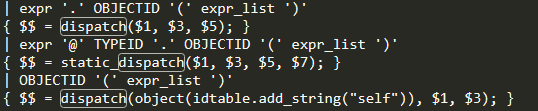 | expr '.' OBJECTID '(' expr_list ')'
{ $$ = dispatch($1, $3, $5); }
| expr '@' TYPEID '.' OBJECTID '(' expr_list ')'
{ $$ = static_dispatch($1, $3, $5, $7); }
| OBJECTID '(' expr_list ')'
{ $$ = dispatch(object(idtable.add_string("self")), $1, $3); }